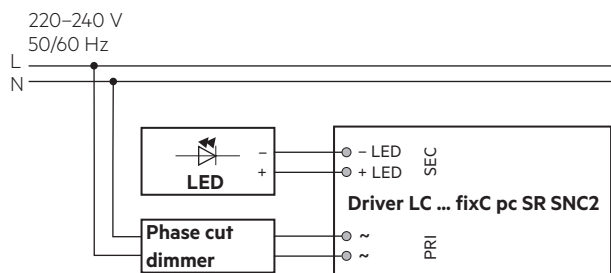 220–240 V
50/60 Hz
L
N
LED
–
+
– LED
+ LED
SEC
Driver LC ... fixC pc SR SNC2
Phase cut
dimmer
~
~
PRI